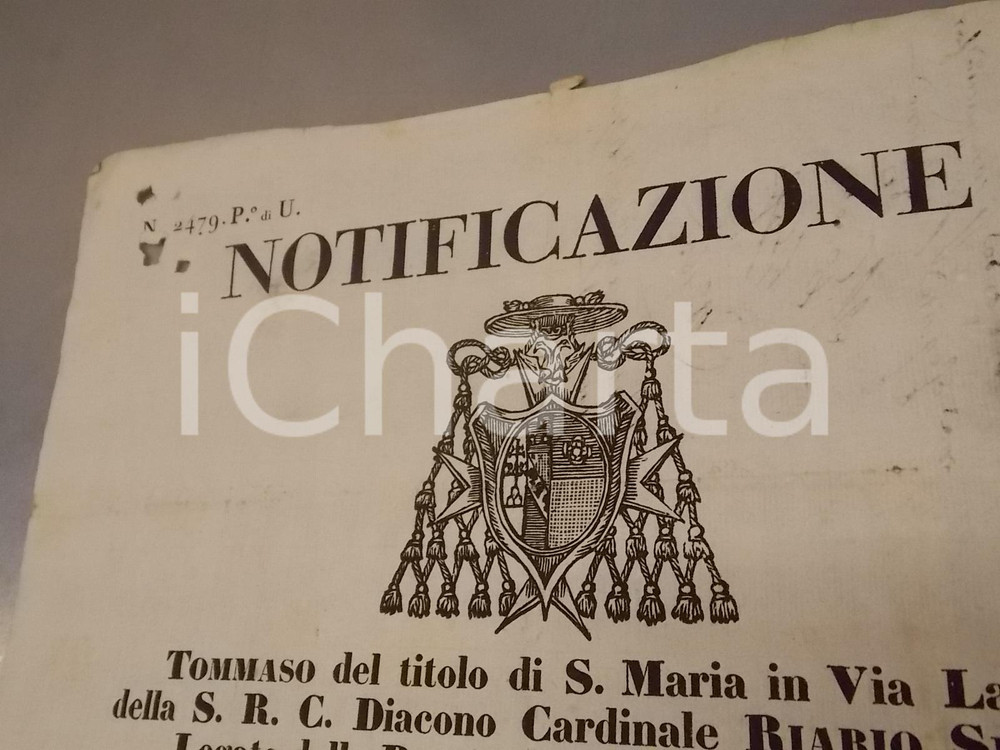 N. 2479. P.º di U.
NOTIFICAZIONE
iCharta
TOMMASO del titolo di S. Maria in Via La
della S. R. C. Diacono Cardinale RIARIO S